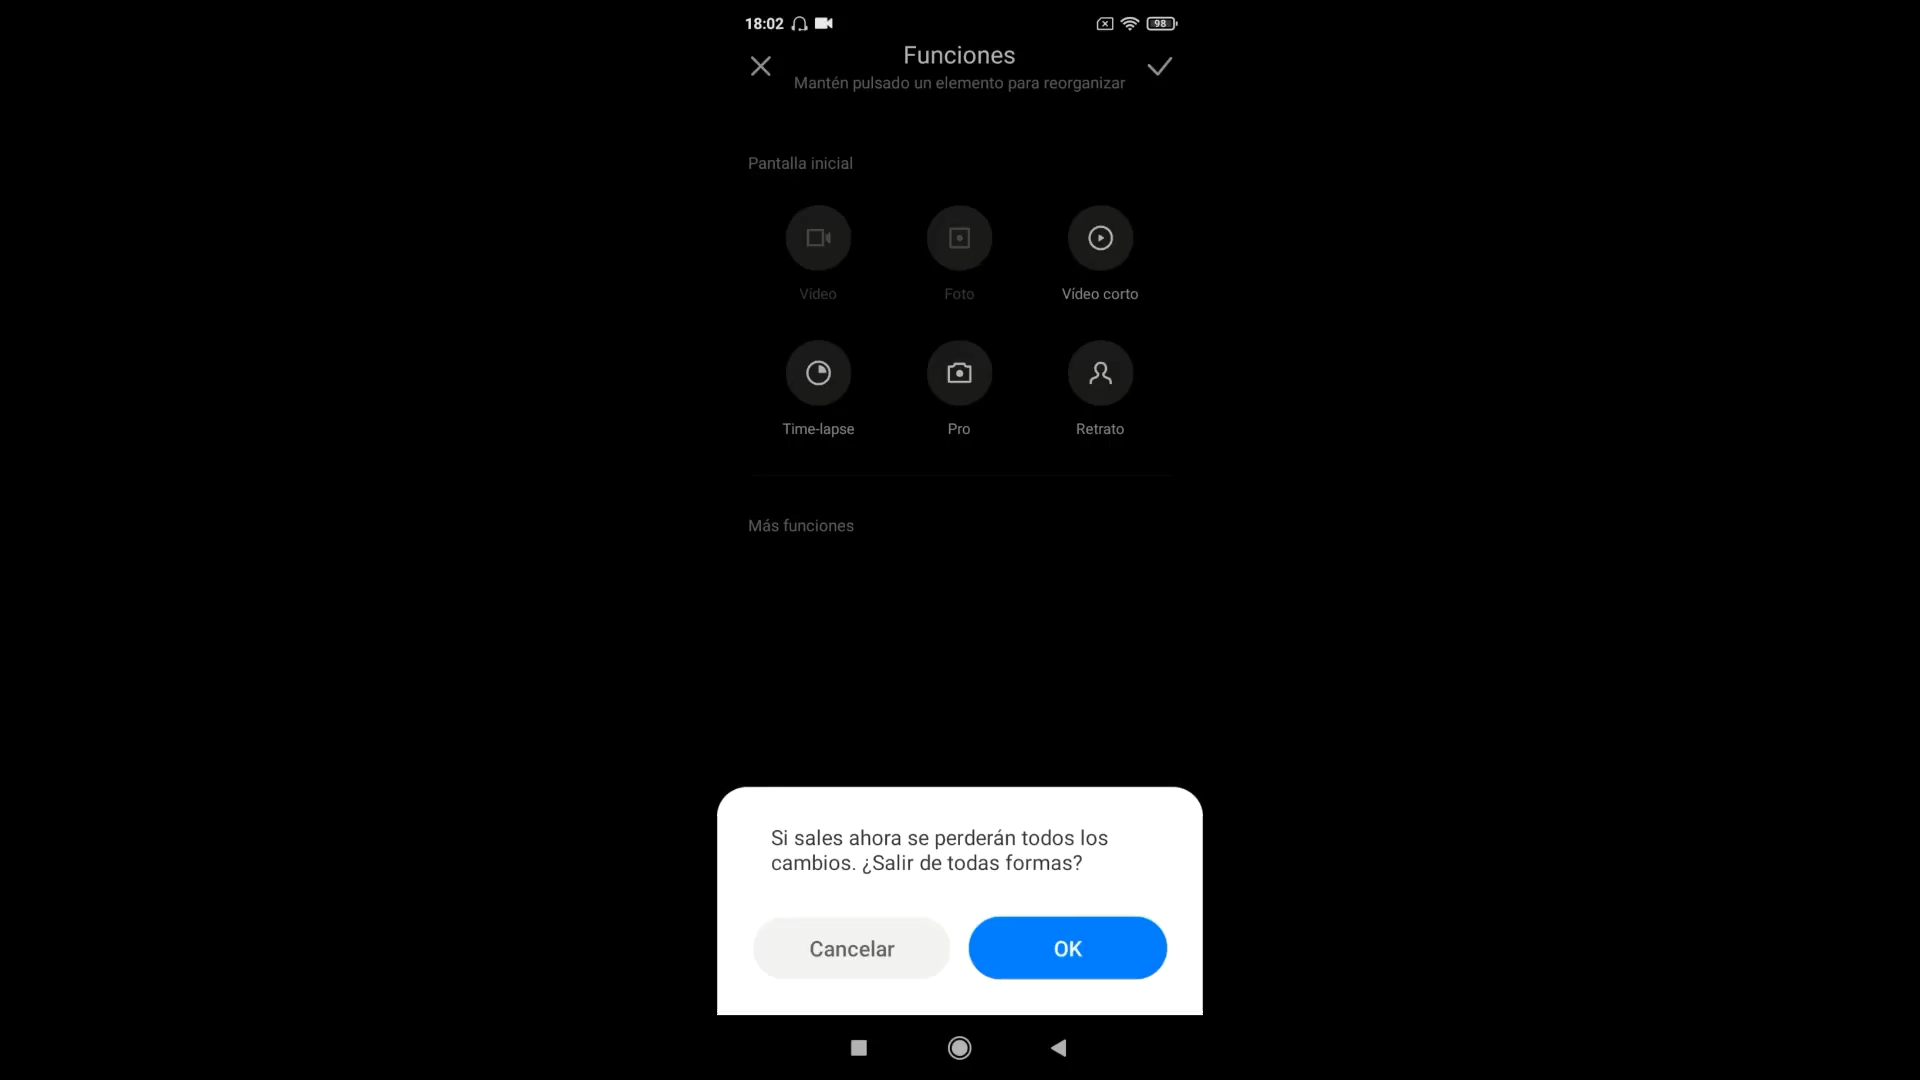 18:02
98
Funciones
Mantén pulsado un elemento para reorganizar
Pantalla inicial
Vídeo
Foto
Vídeo corto
Time-lapse
Pro
Retrato
Más funciones
Si sales ahora se perderán todos los
cambios. ¿Salir de todas formas?
Cancelar
OK